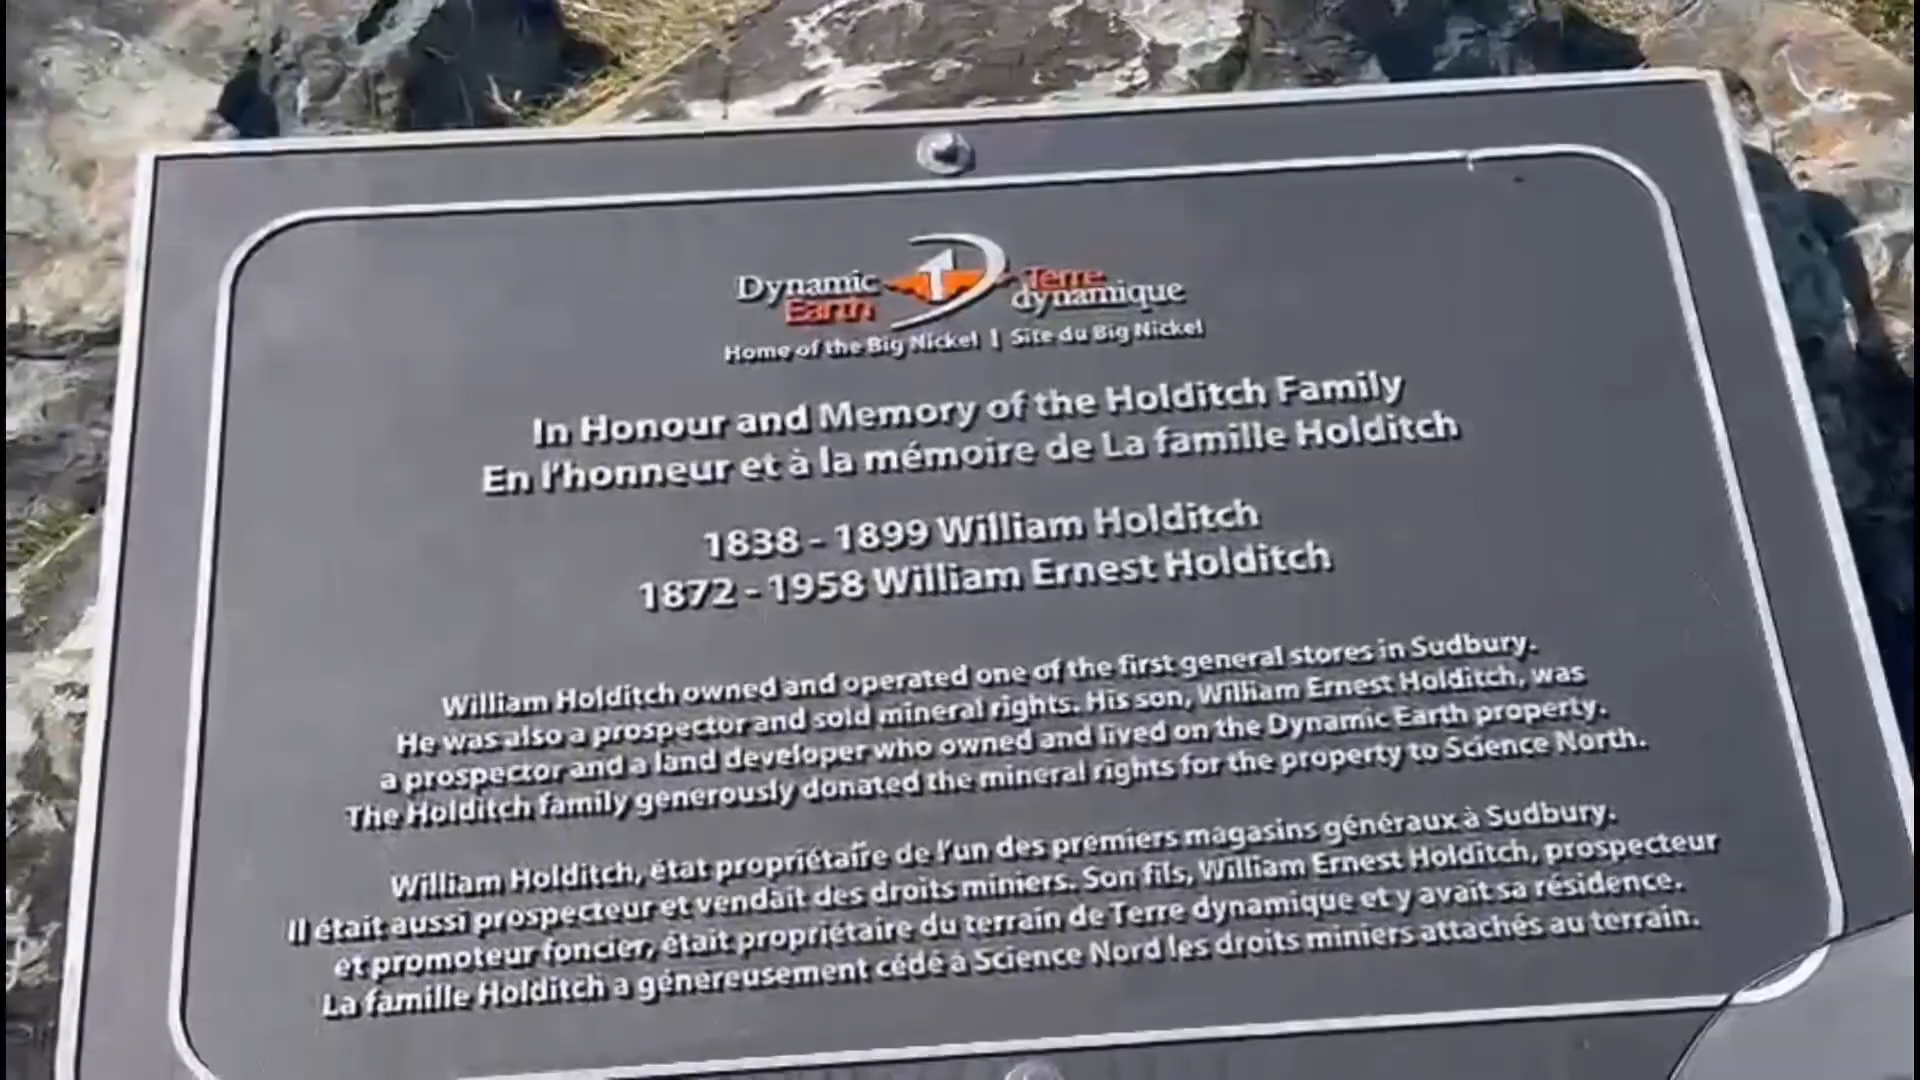 Dynamic Earth
Terre dynamique
Home of the Big Nickel | Site du Big Nickel
In Honour and Memory of the Holditch Family
En l'honneur et à la mémoire de La famille Holditch
1838 - 1899 William Holditch
1872 - 1958 William Ernest Holditch
William Holditch owned and operated one of the first general stores in Sudbury.
He was also a prospector and sold mineral rights. His son, William Ernest Holditch, was
a prospector and a land developer who owned and lived on the Dynamic Earth property.
The Holditch family generously donated the mineral rights for the property to Science North.
William Holditch, état propriétaire de l'un des premiers magasins généraux à Sudbury.
Il était aussi prospecteur et vendait des droits miniers. Son fils, William Ernest Holditch, prospecteur
et promoteur foncier, était propriétaire du terrain de Terre dynamique et y avait sa résidence.
La famille Holditch a généreusement cédé à Science Nord les droits miniers attachés au terrain.